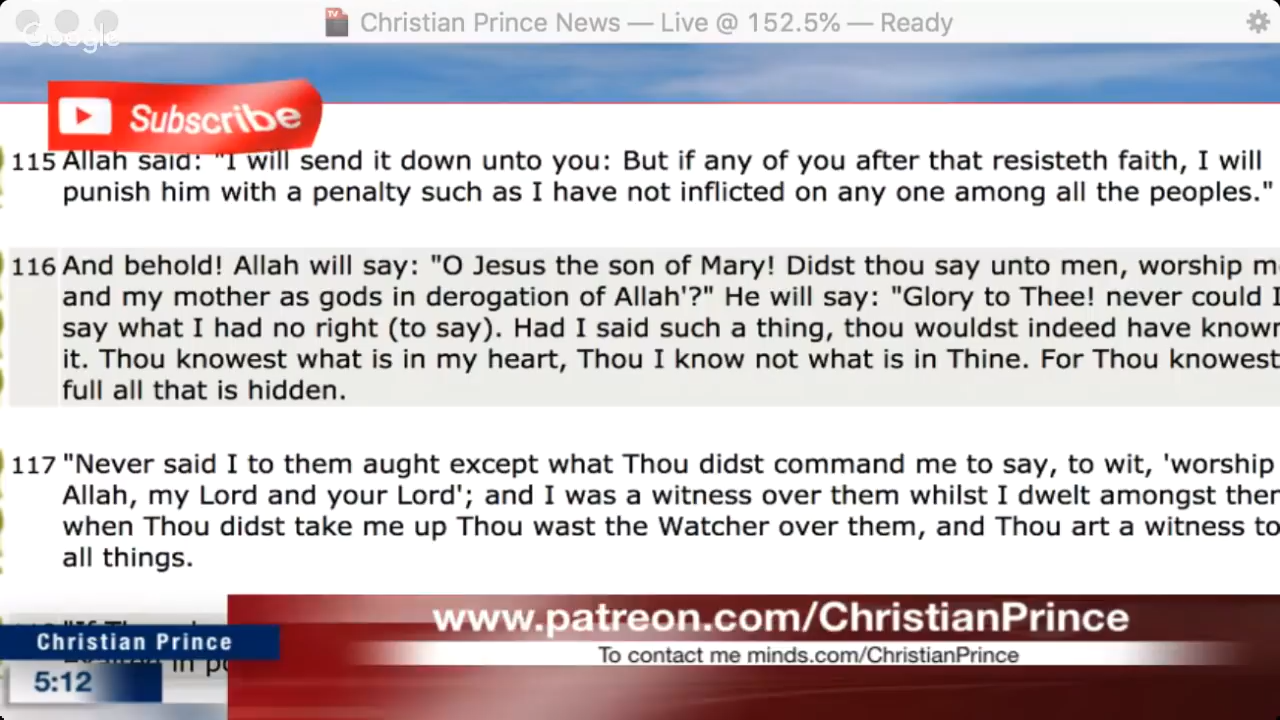 Christian Prince News — Live @ 152.5% — Ready
Google
Subscribe
115 Allah said: "I will send it down unto you: But if any of you after that resisteth faith, I will
punish him with a penalty such as I have not inflicted on any one among all the peoples."
116 And behold! Allah will say: "O Jesus the son of Mary! Didst thou say unto men, worship m
and my mother as gods in derogation of Allah'?" He will say: "Glory to Thee! never could I
say what I had no right (to say). Had I said such a thing, thou wouldst indeed have known
it. Thou knowest what is in my heart, Thou I know not what is in Thine. For Thou knowest
full all that is hidden.
117 "Never said I to them aught except what Thou didst command me to say, to wit, 'worship
Allah, my Lord and your Lord'; and I was a witness over them whilst I dwelt amongst then
when Thou didst take me up Thou wast the Watcher over them, and Thou art a witness to
all things.
www.patreon.com/ChristianPrince
Christian Prince
To contact me minds.com/ChristianPrince
in po
5:12